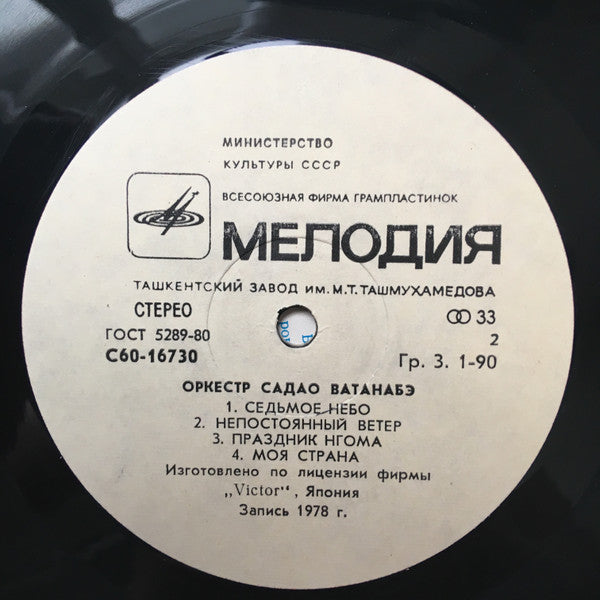 МИНИСТЕРСТВО
КУЛЬТУРЫ СССР
ВСЕСОЮЗНАЯ ФИРМА ГРАМПЛАСТИНОК
МЕЛОДИЯ
ТАШКЕНТСКИЙ ЗАВОД ИМ. М.Т. ТАШМУХАМЕДОВА
СТЕРЕО 33
ГОСТ 5289-80 2
С60-16730 Гр. 3. 1-90
ОРКЕСТР САДАО ВАТАНАБЭ
1. СЕДЬМОЕ НЕБО
2. НЕПОСТОЯННЫЙ ВЕТЕР
3. ПРАЗДНИК НГОМА
4. МОЯ СТРАНА
Изготовлено по лицензии фирмы
„Victor“, Япония
Запись 1978 г.